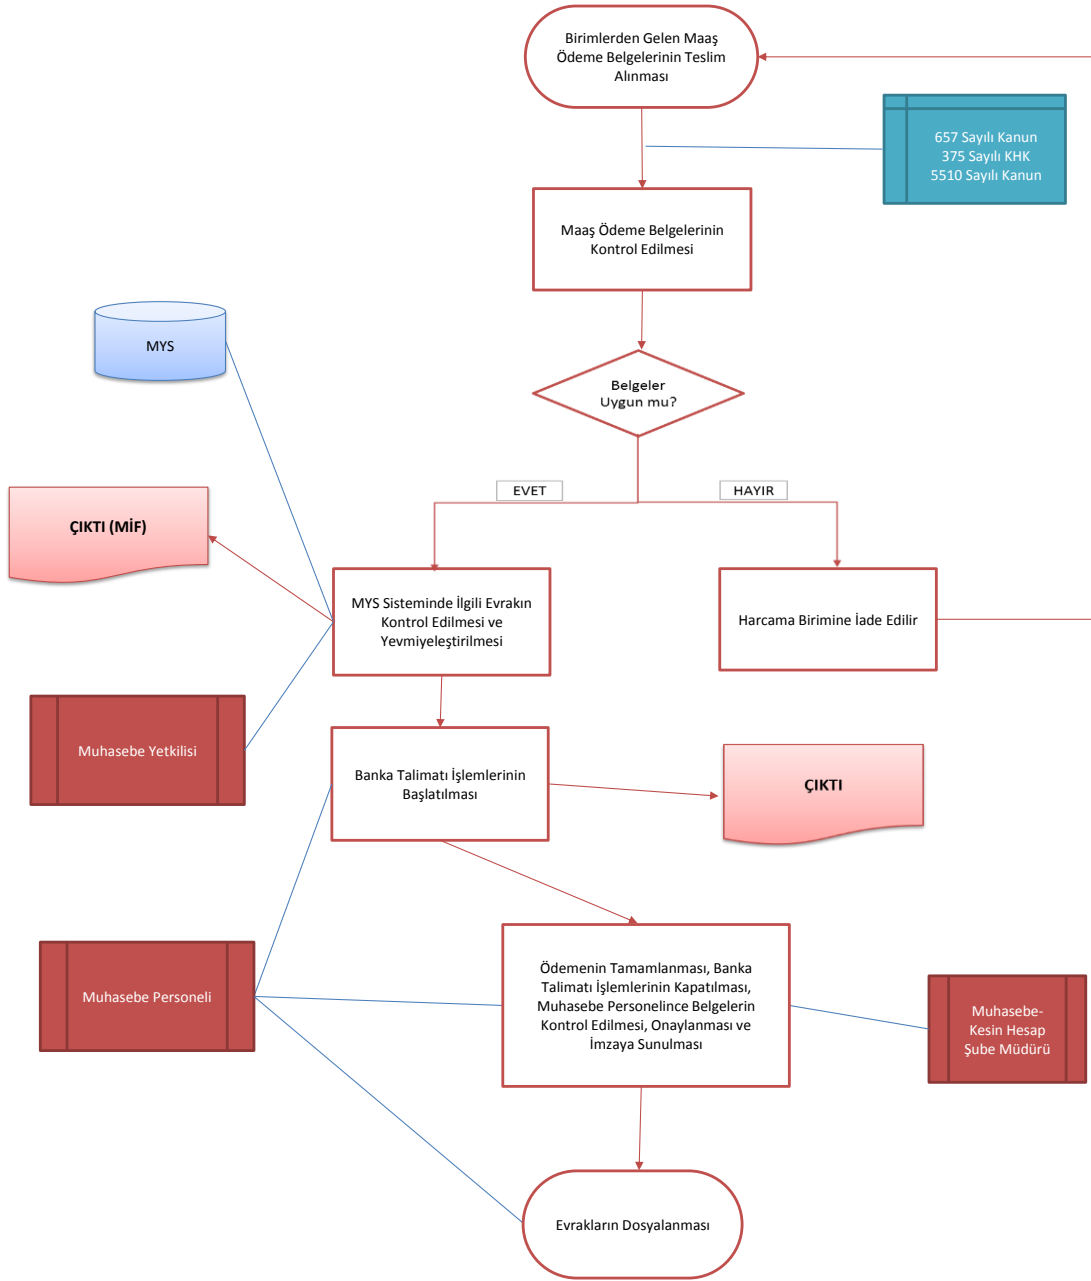 Birimlerden Gelen Maaş
Ödeme Belgelerinin Teslim
Alınması
657 Sayılı Kanun
375 Sayılı KHK
5510 Sayılı Kanun
Maaş Ödeme Belgelerinin
Kontrol Edilmesi
MYS
Belgeler
Uygun mu?
EVET
HAYIR
ÇIKTI (MİF)
MYS Sisteminde İlgili Evrakın
Kontrol Edilmesi ve
Yevmiyeleştirilmesi
Harcama Birimine İade Edilir
Muhasebe Yetkilisi
Banka Talimatı İşlemlerinin
Başlatılması
ÇIKTI
Muhasebe Personeli
Ödemenin Tamamlanması, Banka
Talimatı İşlemlerinin Kapatılması,
Muhasebe Personelince Belgelerin
Kontrol Edilmesi, Onaylanması ve
İmzaya Sunulması
Muhasebe-
Kesin Hesap
Şube Müdürü
Evrakların Dosyalanması